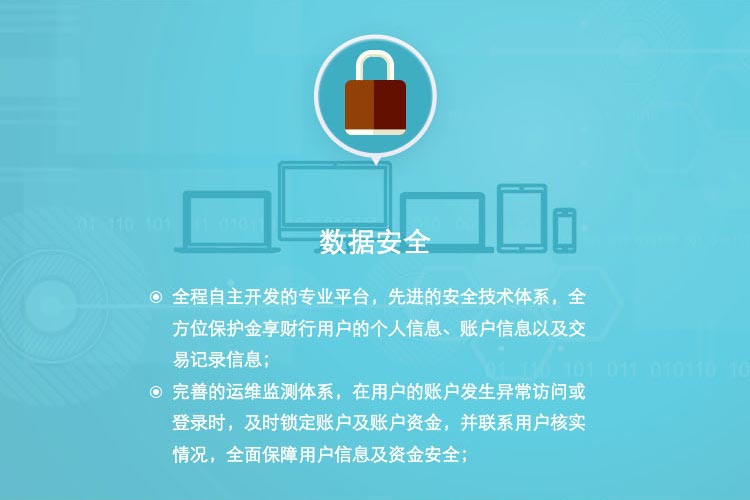 数据安全
全程自主开发的专业平台，先进的安全技术体系，全
方位保护金享财行用户的个人信息、账户信息以及交
易记录信息；
完善的运维监测体系，在用户的账户发生异常访问或
登录时，及时锁定账户及账户资金，并联系用户核实
情况，全面保障用户信息及资金安全；